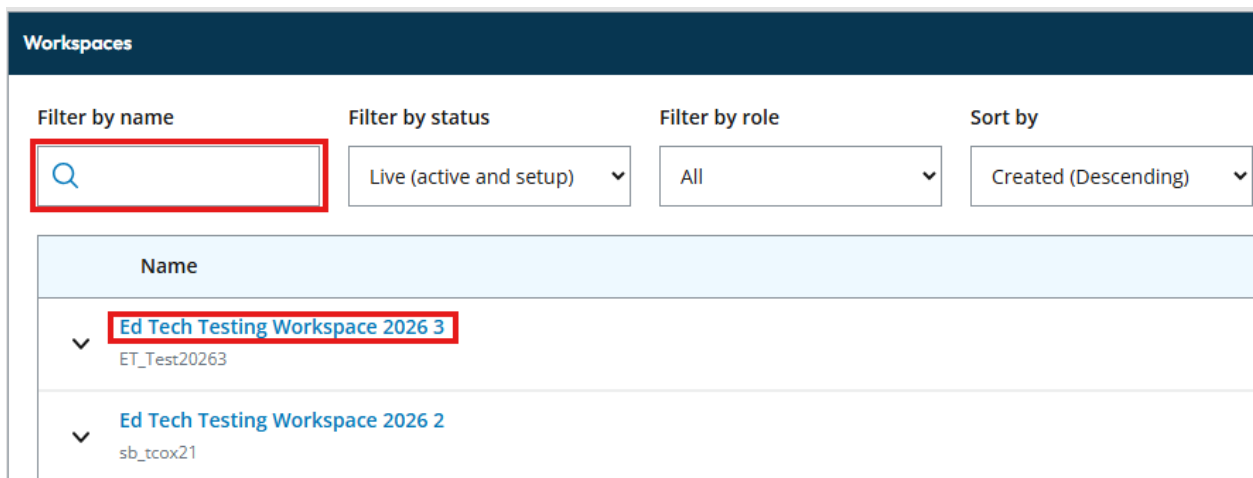 Workspaces
Filter by name Filter by status Filter by role Sort by
Live (active and setup) All Created (Descending)
Name
Ed Tech Testing Workspace 2026 3
ET_Test20263
Ed Tech Testing Workspace 2026 2
sb_tcox21